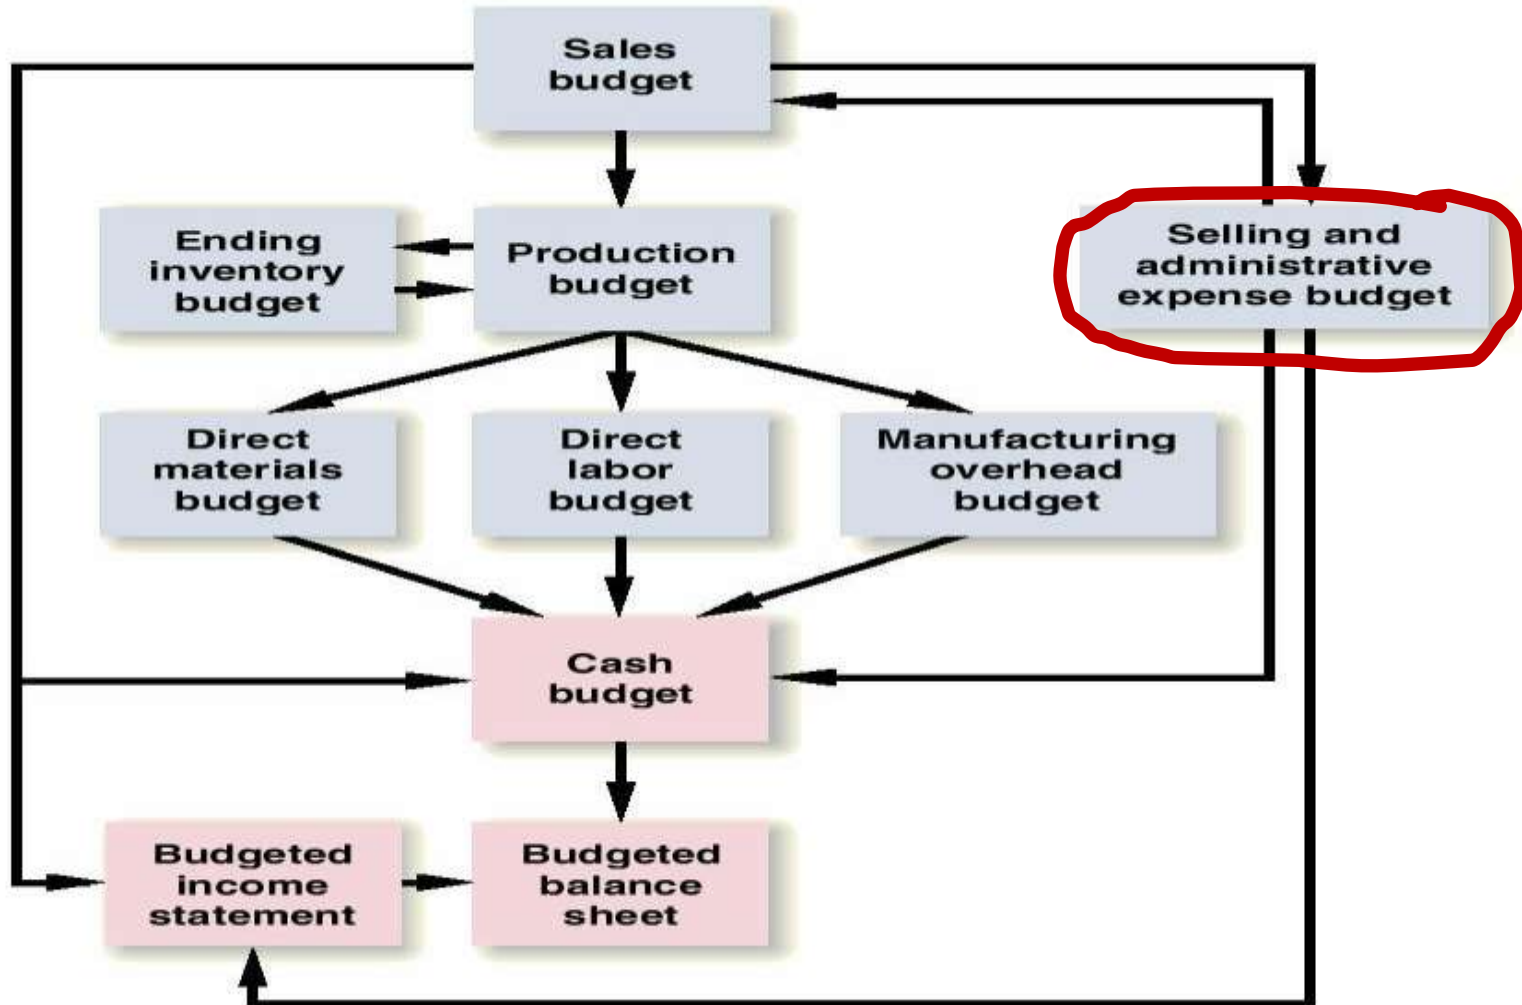 Sales
budget
Ending
inventory
budget
Production
budget
Selling and
administrative
expense budget
Direct
materials
budget
Direct
labor
budget
Manufacturing
overhead
budget
Cash
budget
Budgeted
income
statement
Budgeted
balance
sheet